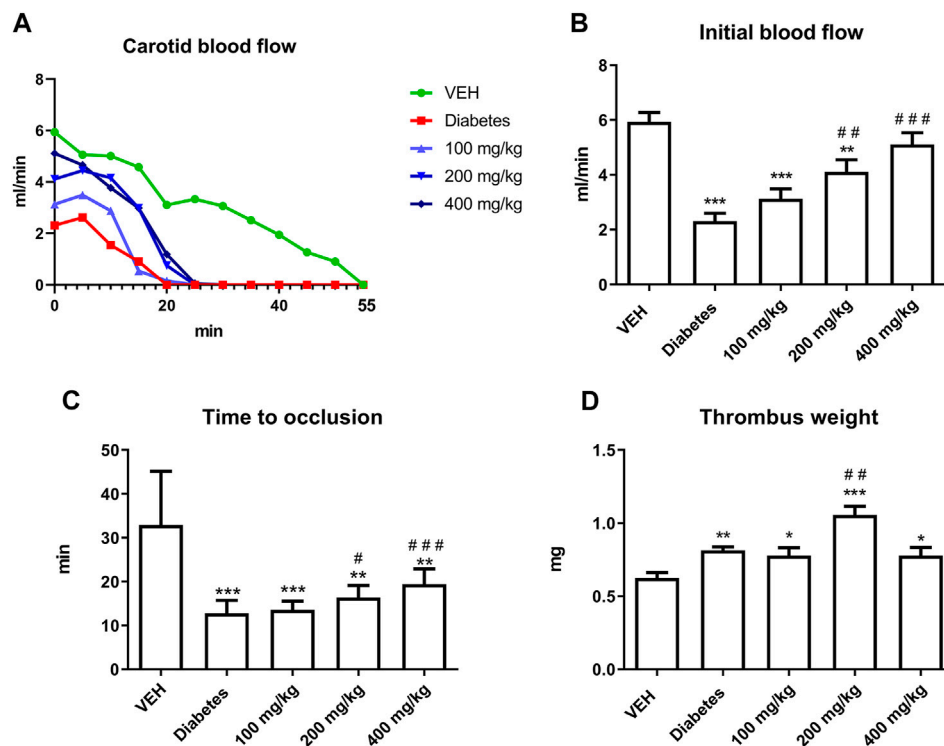 A
Carotid blood flow
8
6
4
2
0
ml/min
0
20
40
55
min
VEH
Diabetes
100 mg/kg
200 mg/kg
400 mg/kg
B
Initial blood flow
8
6
4
2
0
ml/min
***
***
# #
**
# # #
VEH
Diabetes
100 mg/kg
200 mg/kg
400 mg/kg
C
Time to occlusion
50
40
30
20
10
0
min
***
***
#
**
# # #
**
VEH
Diabetes
100 mg/kg
200 mg/kg
400 mg/kg
D
Thrombus weight
1.5
1.0
0.5
0.0
mg
**
*
# #
***
*
VEH
Diabetes
100 mg/kg
200 mg/kg
400 mg/kg